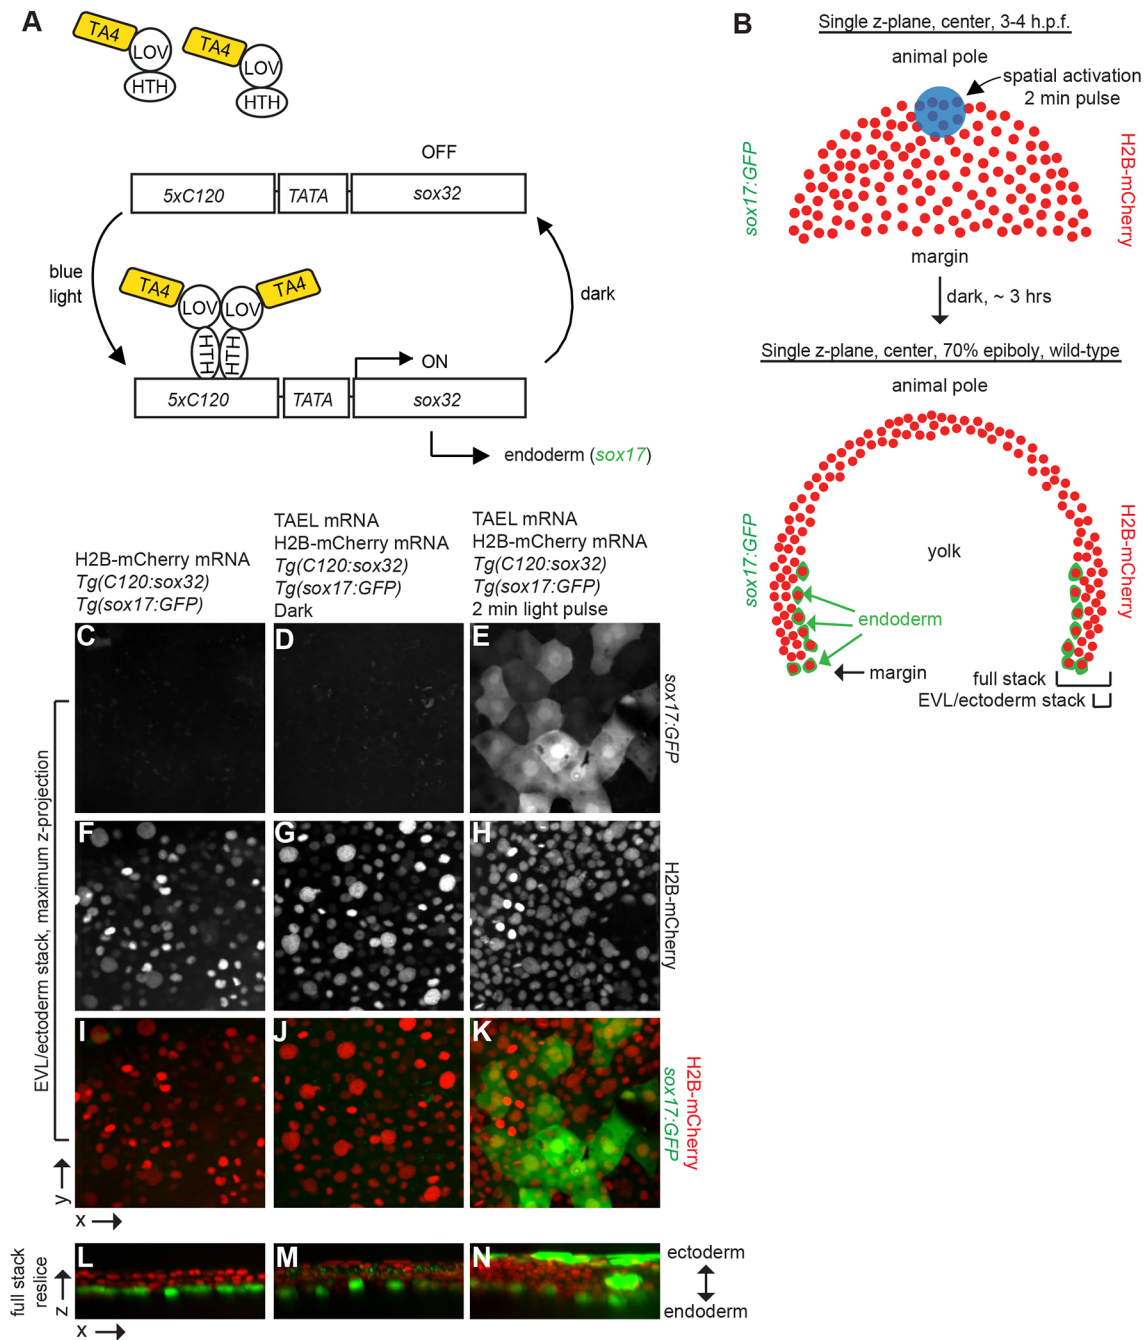 A
TA4
LOV
HTH
TA4
LOV
HTH
OFF
5xC120
TATA
sox32
blue
light
TA4
LOV
LOV
TA4
HTH
HTH
dark
ON
5xC120
TATA
sox32
endoderm (sox17)
B
Single z-plane, center, 3-4 h.p.f.
animal pole
spatial activation
2 min pulse
sox17:GFP
H2B-mCherry
margin
dark, ~ 3 hrs
Single z-plane, center, 70% epiboly, wild-type
animal pole
sox17:GFP
H2B-mCherry
yolk
endoderm
margin
full stack
EVL/ectoderm stack
H2B-mCherry mRNA
Tg(C120:sox32)
Tg(sox17:GFP)
TAEL mRNA
H2B-mCherry mRNA
Tg(C120:sox32)
Tg(sox17:GFP)
Dark
TAEL mRNA
H2B-mCherry mRNA
Tg(C120:sox32)
Tg(sox17:GFP)
2 min light pulse
C
D
E
sox17:GFP
EVL/ectoderm stack, maximum z-projection
F
G
H
H2B-mCherry
I
J
K
H2B-mCherry
sox17:GFP
y
x
full stack
reslice
z
L
M
N
ectoderm
endoderm
x